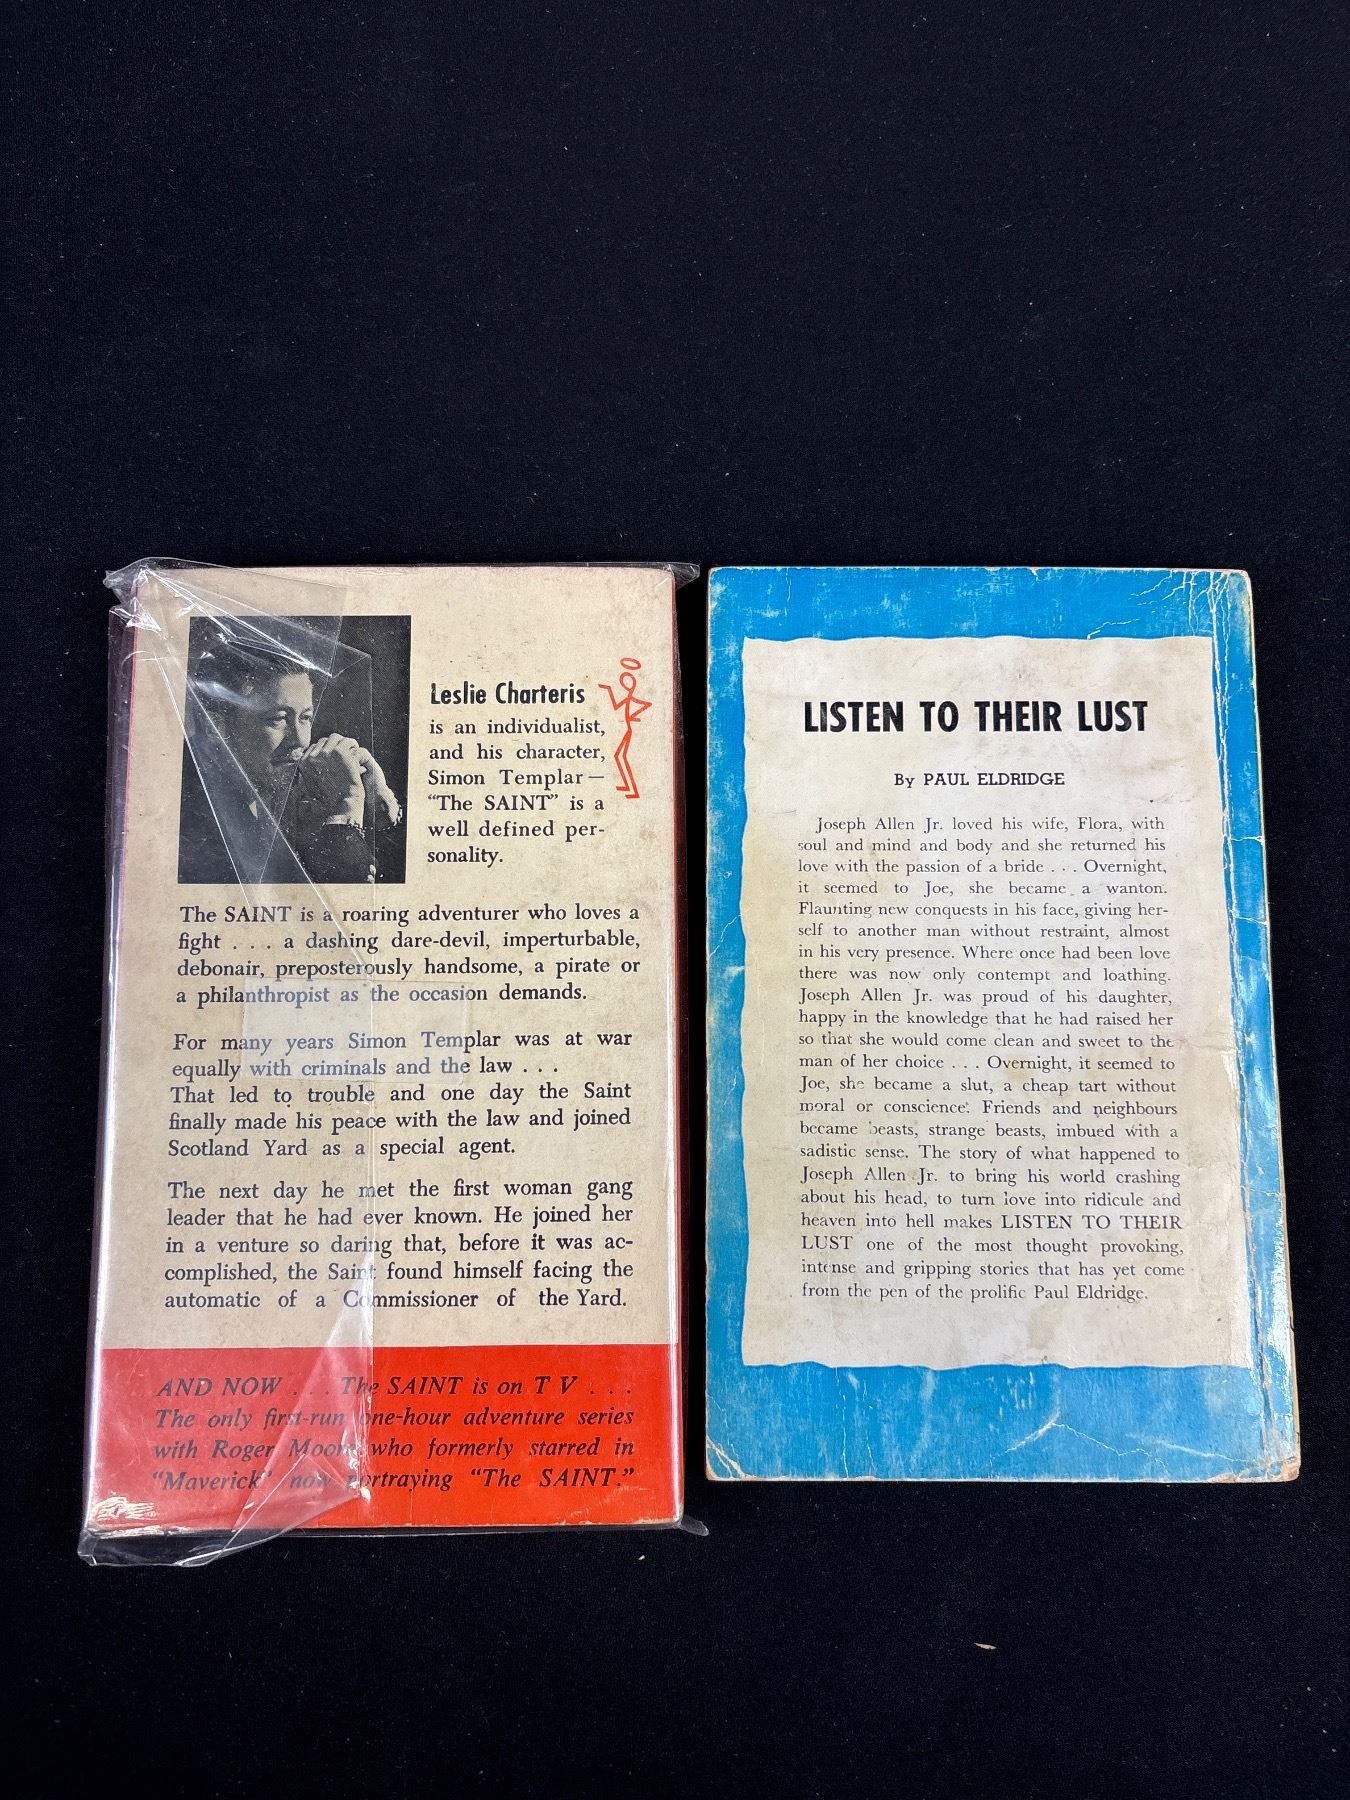 Leslie Charteris
is an individualist,
and his character,
Simon Templar —
"The SAINT" is a
well defined per-
sonality.
The SAINT is a roaring adventurer who loves a
fight . . . a dashing dare-devil, imperturbable,
debonair, preposterously handsome, a pirate or
a philanthropist as the occasion demands.
For many years Simon Templar was at war
equally with criminals and the law . . .
That led to trouble and one day the Saint
finally made his peace with the law and joined
Scotland Yard as a special agent.
The next day he met the first woman gang
leader that he had ever known. He joined her
in a venture so daring that, before it was ac-
complished, the Saint found himself facing the
automatic of a Commissioner of the Yard.
AND NOW . . . The SAINT is on T V . . .
The only first-run one-hour adventure series
with Roger Moore who formerly starred in
"Maverick" now portraying "The SAINT."
LISTEN TO THEIR LUST
By PAUL ELDRIDGE
Joseph Allen Jr. loved his wife, Flora, with
soul and mind and body and she returned his
love with the passion of a bride . . . Overnight,
it seemed to Joe, she became a wanton.
Flaunting new conquests in his face, giving her-
self to another man without restraint, almost
in his very presence. Where once had been love
there was now only contempt and loathing.
Joseph Allen Jr. was proud of his daughter,
happy in the knowledge that he had raised her
so that she would come clean and sweet to the
man of her choice . . . Overnight, it seemed to
Joe, she became a slut, a cheap tart without
moral or conscience. Friends and neighbours
became beasts, strange beasts, imbued with a
sadistic sense. The story of what happened to
Joseph Allen Jr. to bring his world crashing
about his head, to turn love into ridicule and
heaven into hell makes LISTEN TO THEIR
LUST one of the most thought provoking,
intense and gripping stories that has yet come
from the pen of the prolific Paul Eldridge.